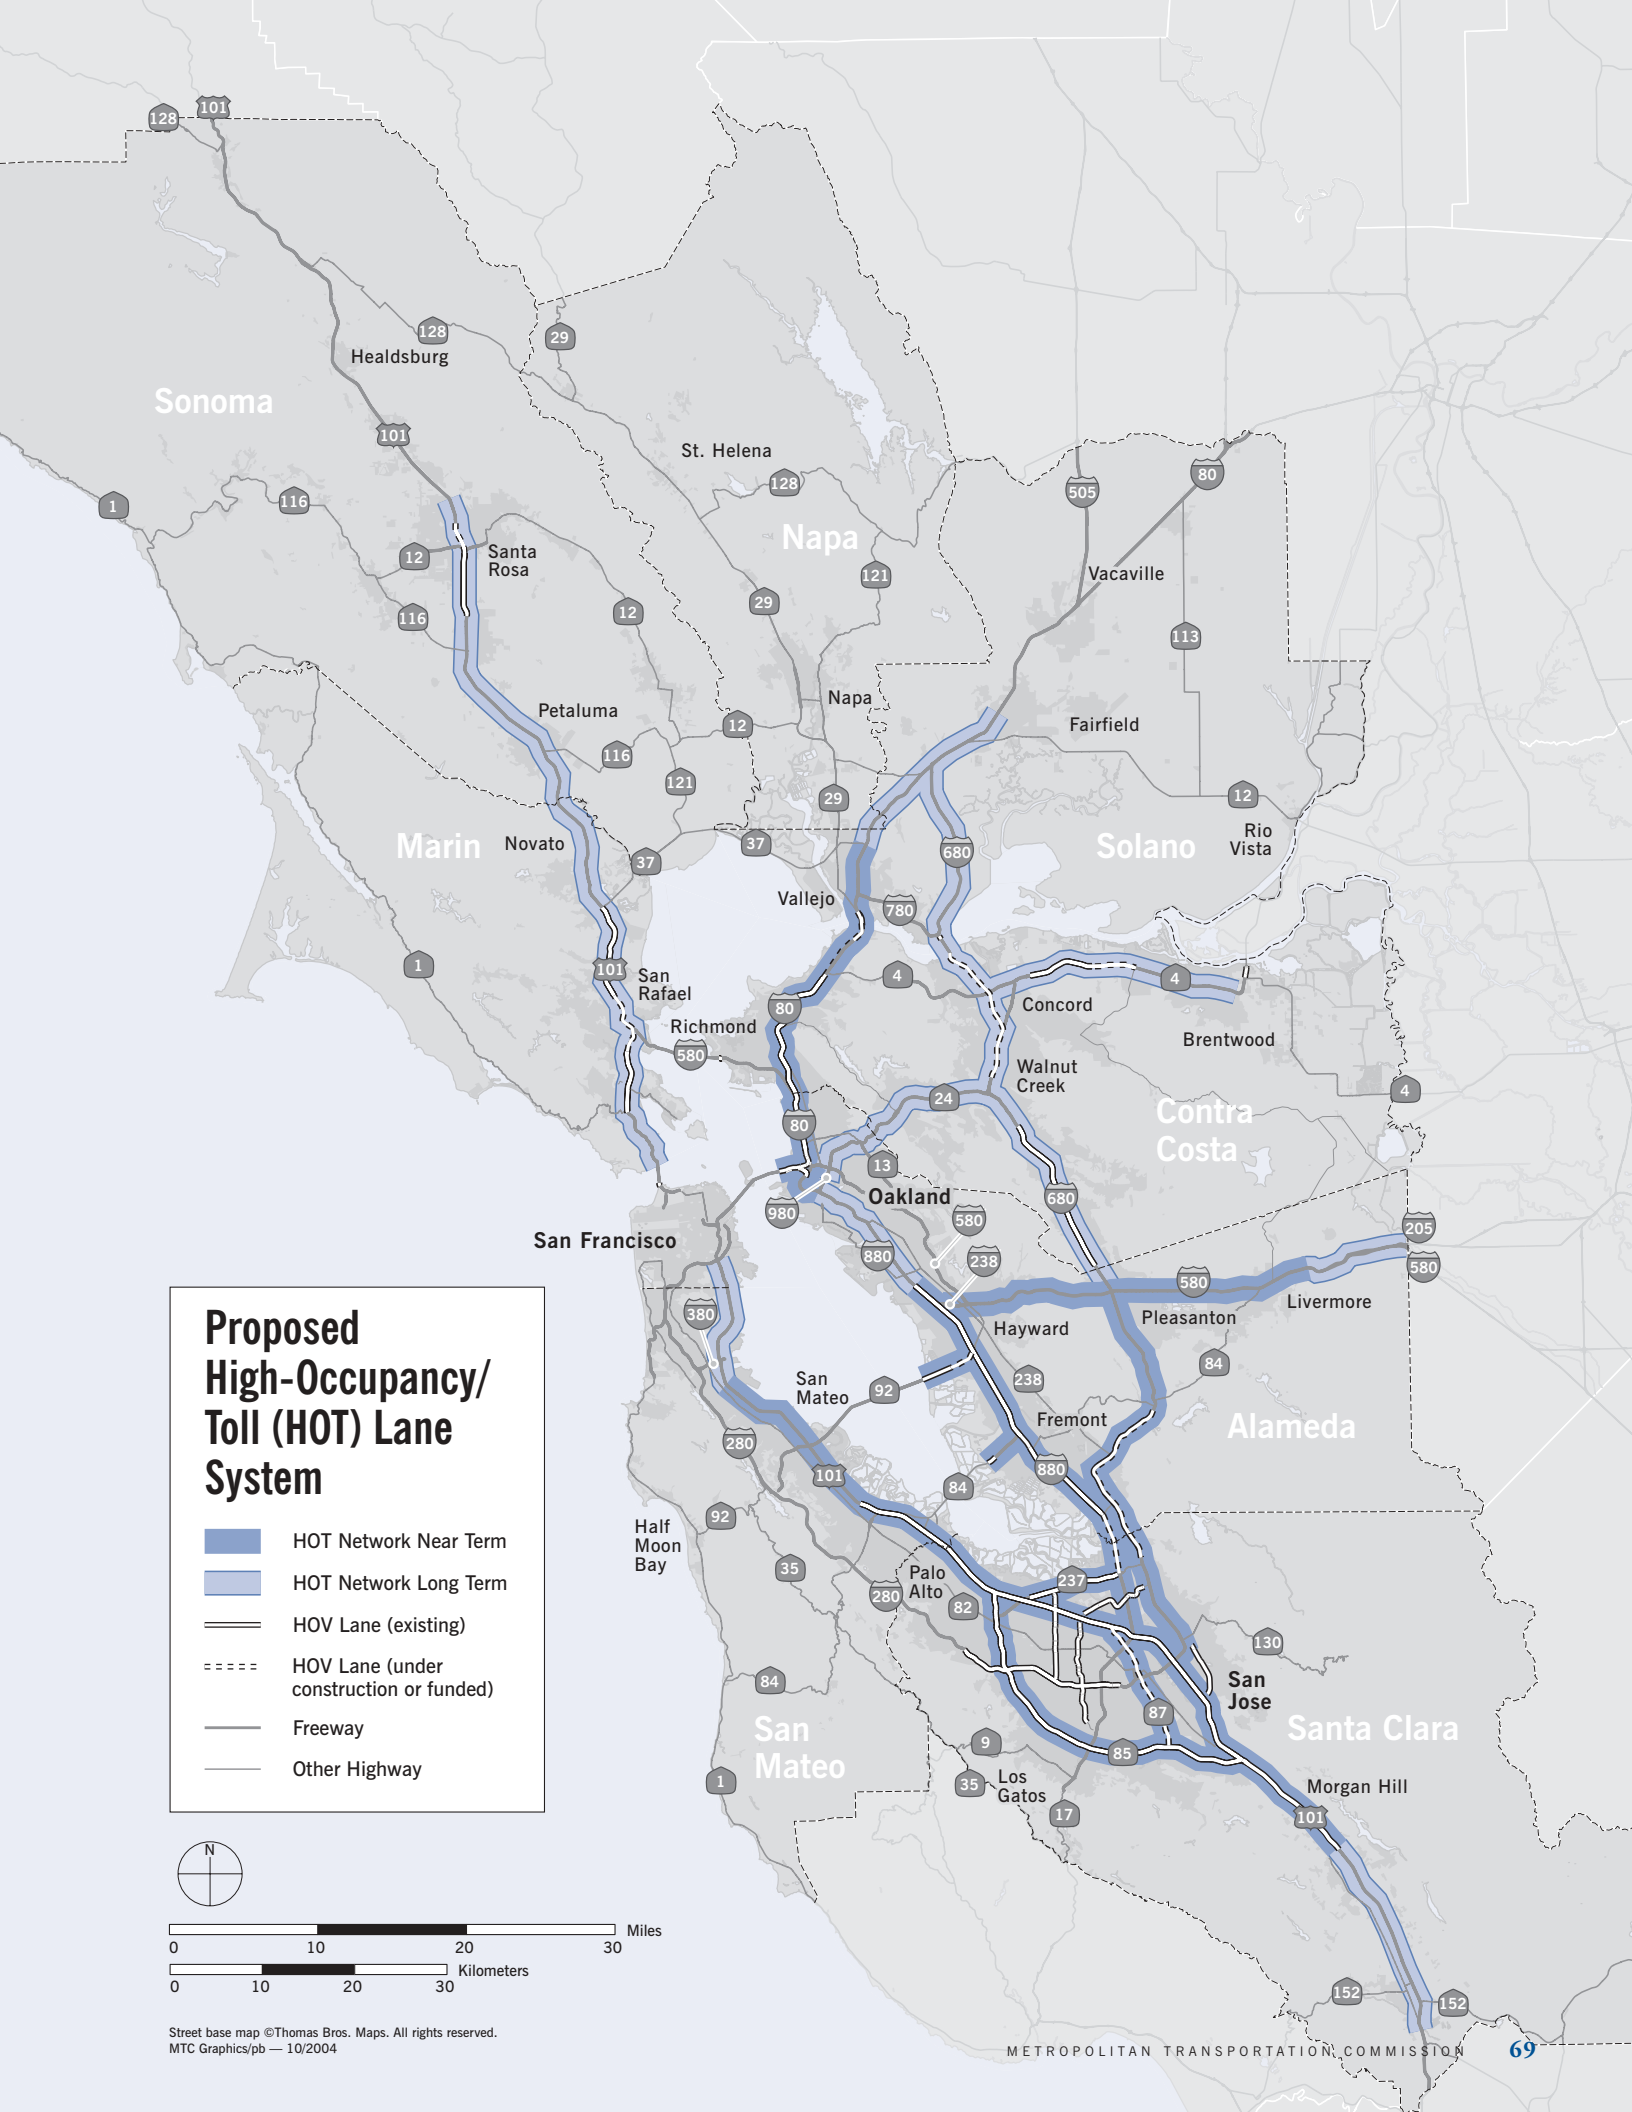 101
128
128
Healdsburg
29
Sonoma
101
St. Helena
128
80
505
1
116
Napa
12
Santa
Rosa
121
Vacaville
116
12
29
113
Napa
Petaluma
12
Fairfield
116
121
29
12
Marin
Novato
37
37
680
Solano
Rio
Vista
Vallejo
780
1
101
San
Rafael
4
4
80
Concord
Richmond
580
Brentwood
Walnut
Creek
4
24
80
Contra
Costa
13
Oakland
680
980
580
205
San Francisco
880
238
580
580
Livermore
380
Pleasanton
Hayward
84
San
Mateo
92
238
Fremont
Alameda
280
101
880
84
92
Half
Moon
Bay
35
Palo
Alto
237
280
82
130
San
Jose
84
87
Santa Clara
San
Mateo
9
85
35
Los
Gatos
Morgan Hill
1
17
101
152
152
Proposed
High-Occupancy/
Toll (HOT) Lane
System
HOT Network Near Term
HOT Network Long Term
HOV Lane (existing)
HOV Lane (under
construction or funded)
Freeway
Other Highway
N
Miles
0 10 20 30
Kilometers
0 10 20 30
Street base map ©Thomas Bros. Maps. All rights reserved.
MTC Graphics/pb — 10/2004
METROPOLITAN TRANSPORTATION COMMISSION 69